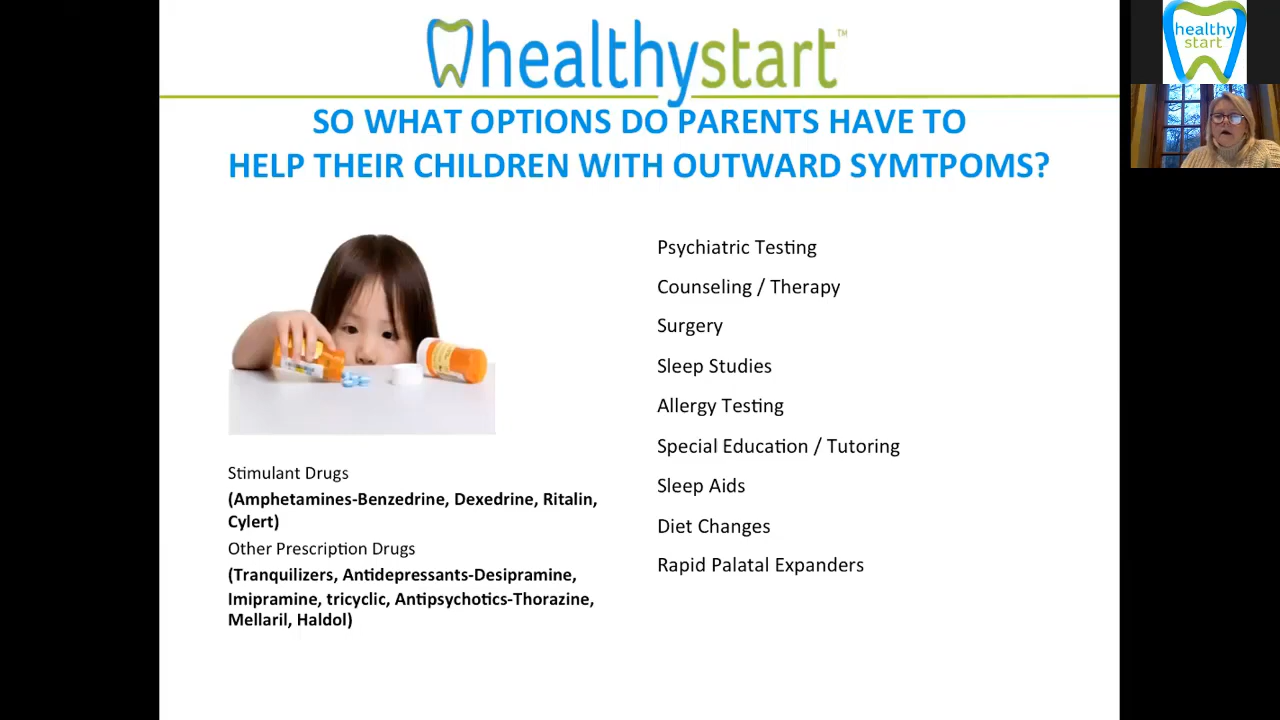 healthystart™
SO WHAT OPTIONS DO PARENTS HAVE TO
HELP THEIR CHILDREN WITH OUTWARD SYMTPOMS?
Stimulant Drugs
(Amphetamines-Benzedrine, Dexedrine, Ritalin,
Cylert)
Other Prescription Drugs
(Tranquilizers, Antidepressants-Desipramine,
Imipramine, tricyclic, Antipsychotics-Thorazine,
Mellaril, Haldol)
Psychiatric Testing
Counseling / Therapy
Surgery
Sleep Studies
Allergy Testing
Special Education / Tutoring
Sleep Aids
Diet Changes
Rapid Palatal Expanders
healthy
start